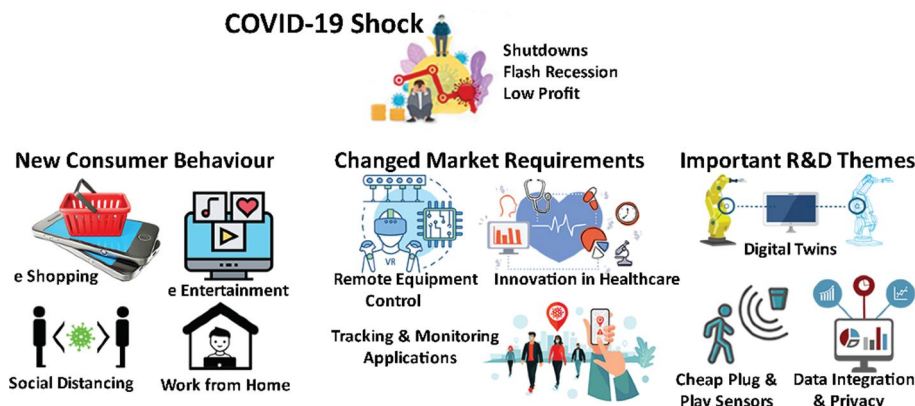 COVID-19 Shock
Shutdowns
Flash Recession
Low Profit
New Consumer Behaviour
Changed Market Requirements
Important R&D Themes
e Shopping
e Entertainment
Social Distancing
Work from Home
VR
Remote Equipment
Control
Innovation in Healthcare
Tracking & Monitoring
Applications
Digital Twins
Cheap Plug &
Play Sensors
Data Integration
& Privacy